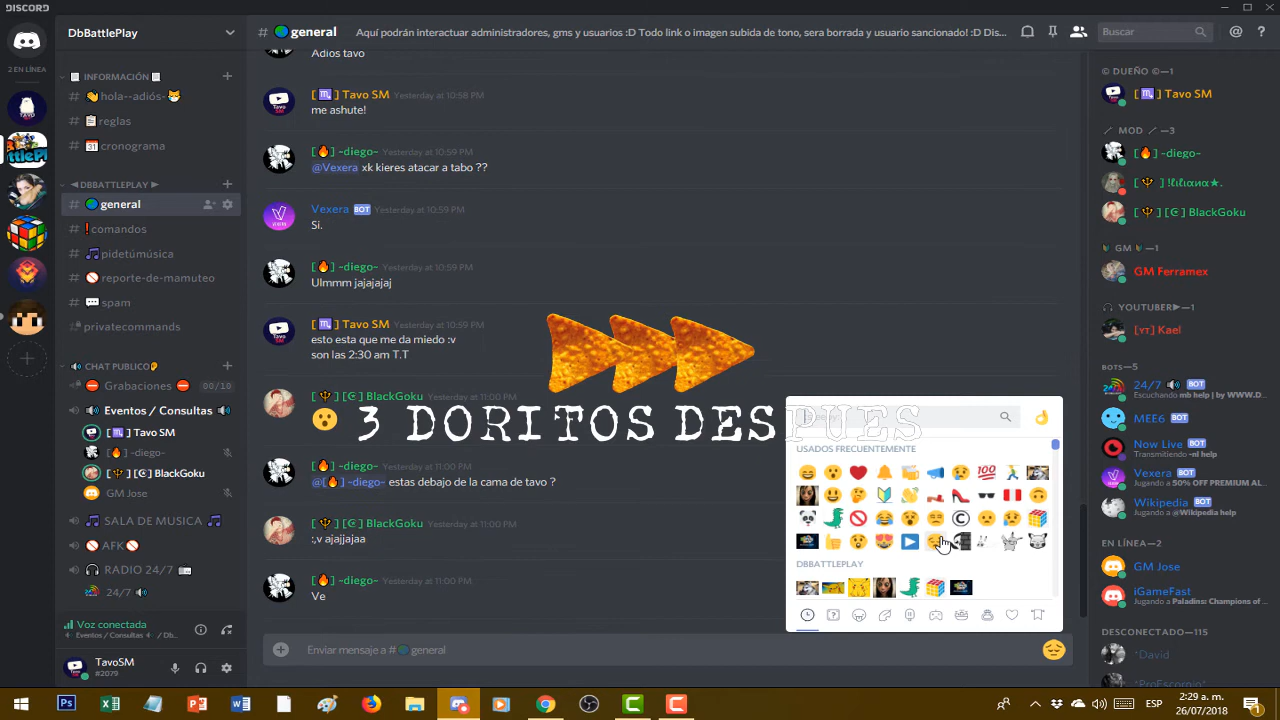 DISCORD
DbBattlePlay
# general
Aquí podrán interactuar administradores, gms y usuarios :D Todo link o imagen subida de tono, sera borrada y usuario sancionado! :D Dis...
Buscar
2 EN LÍNEA
INFORMACIÓN
# hola--adiós-
# reglas
# cronograma
DBBATTLEPLAY
# general
# comandos
# pidetúmúsica
# reporte-de-mamuteo
# spam
privatecommands
CHAT PUBLICO
Grabaciones 00/10
Eventos / Consultas
[♏] Tavo SM
[🔥] -diego-
[🔱] [C] BlackGoku
GM Jose
SALA DE MUSICA
AFK
RADIO 24/7
24/7
Voz conectada
Eventos / Consultas / Db...
TavoSM
#2079
Adios tavo
[♏] Tavo SM Yesterday at 10:58 PM
me ashute!
[🔥] -diego- Yesterday at 10:59 PM
@Vexera xk kieres atacar a tabo ??
Vexera BOT Yesterday at 10:59 PM
Si.
[🔥] -diego- Yesterday at 10:59 PM
Ulmmm jajajajaj
[♏] Tavo SM Yesterday at 10:59 PM
esto esta que me da miedo :v
son las 2:30 am T.T
[🔱] [C] BlackGoku Yesterday at 11:00 PM
3 DORITOS DESPUES
[🔥] -diego- Yesterday at 11:00 PM
@[🔥] -diego- estas debajo de la cama de tavo ?
[🔱] [C] BlackGoku Yesterday at 11:00 PM
:,v ajajjajaa
[🔥] -diego- Yesterday at 11:00 PM
Ve
Enviar mensaje a # general
USADOS FRECUENTEMENTE
DBBATTLEPLAY
© DUEÑO ©—1
[♏] Tavo SM
MOD —3
[🔥] -diego-
[🔱] [C] BlackGoku
GM —1
GM Ferramex
YOUTUBER—1
[ʏᴛ] Kael
BOTS—5
24/7 BOT
Escuchando mb help | by WWW.D...
MEE6 BOT
Now Live BOT
Transmitiendo -nl help
Vexera BOT
Jugando a 50% OFF PREMIUM AL...
Wikipedia BOT
Jugando a @Wikipedia help
EN LÍNEA—2
GM Jose
iGameFast
Jugando a Paladins: Champions of...
DESCONECTADO—115
*David
*ProEscornio*
ESP
2:29 a. m.
26/07/2018